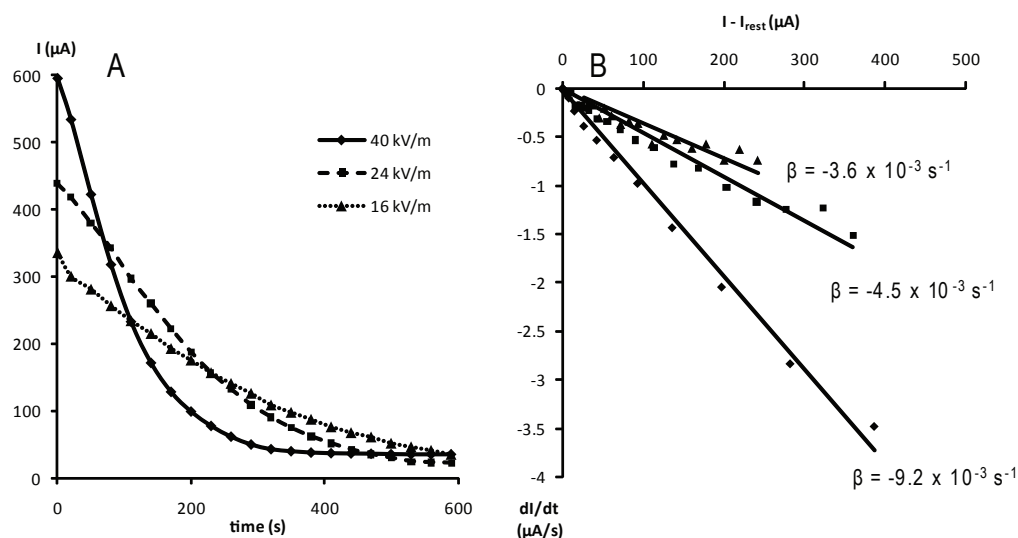 I (µA)
A
600
500
400
300
200
100
0
0
200
400
600
time (s)
40 kV/m
24 kV/m
16 kV/m
I - Irest (µA)
B
0
100
200
300
400
500
0
-0.5
-1
-1.5
-2
-2.5
-3
-3.5
-4
β = -3.6 x 10⁻³ s⁻¹
β = -4.5 x 10⁻³ s⁻¹
β = -9.2 x 10⁻³ s⁻¹
dI/dt
(µA/s)